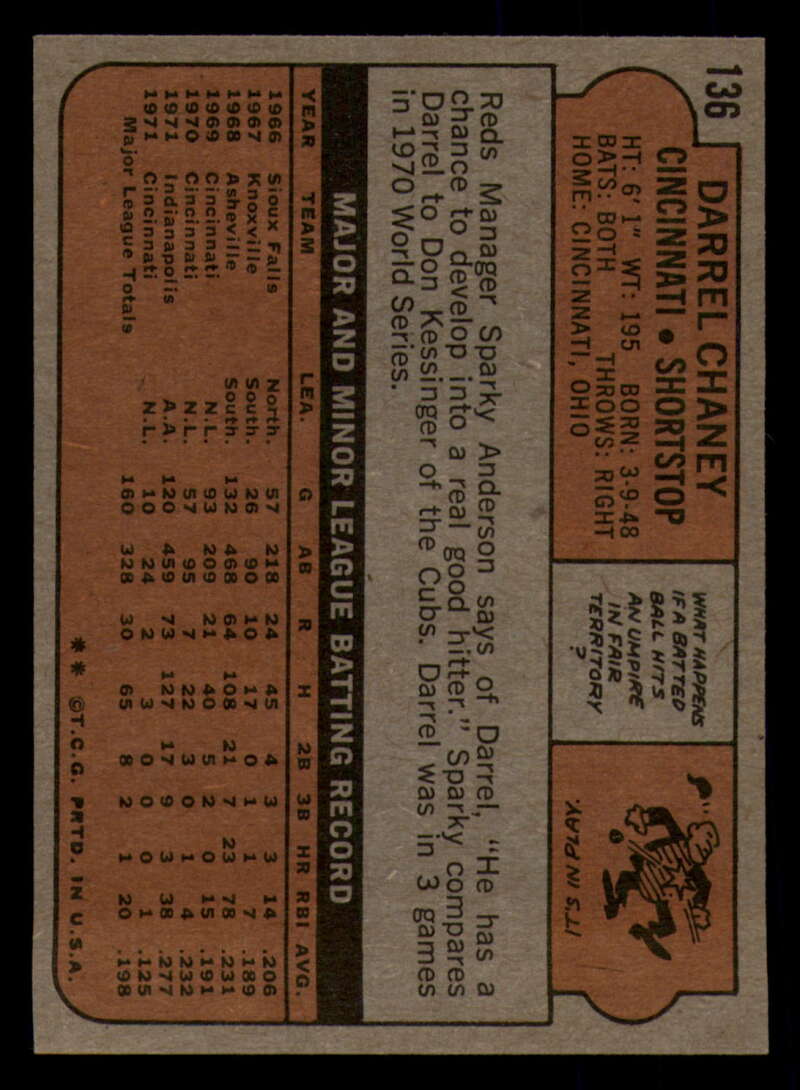 136
DARREL CHANEY
CINCINNATI • SHORTSTOP
HT: 6' 1" WT: 195 BORN: 3-9-48
BATS: BOTH THROWS: RIGHT
HOME: CINCINNATI, OHIO
WHAT HAPPENS
IF A BATTED
BALL HITS
AN UMPIRE
IN FAIR
TERRITORY
?
IT'S IN PLAY.
Reds Manager Sparky Anderson says of Darrel, "He has a
chance to develop into a real good hitter." Sparky compares
Darrel to Don Kessinger of the Cubs. Darrel was in 3 games
in 1970 World Series.
MAJOR AND MINOR LEAGUE BATTING RECORD
YEAR TEAM LEA. G AB R H 2B 3B HR RBI AVG.
1966 Sioux Falls North. 57 218 24 45 4 3 3 14 .206
1967 Knoxville South. 26 90 10 17 0 1 1 7 .189
1968 Asheville South. 132 468 64 108 21 7 23 78 .231
1969 Cincinnati N.L. 93 209 21 40 5 2 0 15 .191
1970 Cincinnati N.L. 57 95 7 22 3 0 1 4 .232
1971 Indianapolis A.A. 120 459 73 127 17 9 3 38 .277
1971 Cincinnati N.L. 10 24 2 3 0 0 0 1 .125
Major League Totals 160 328 30 65 8 2 1 20 .198
** ©T.C.G. PRTD. IN U.S.A.